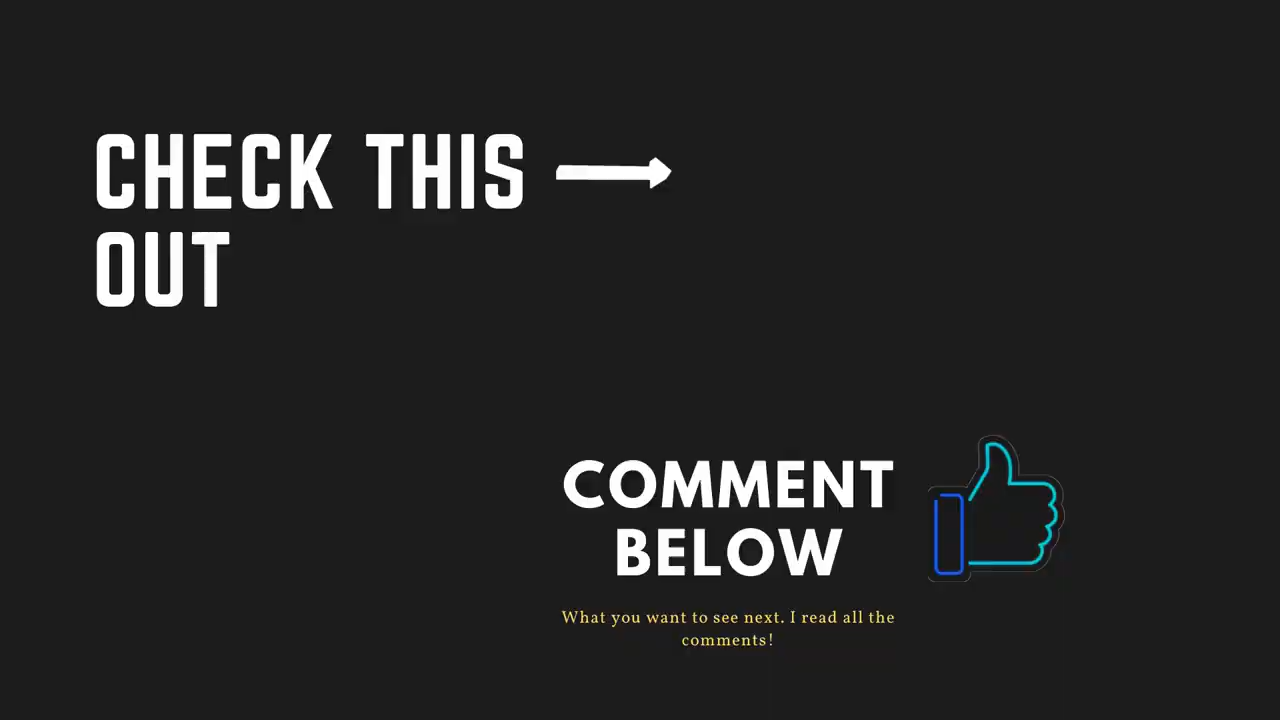 CHECK THIS
OUT
COMMENT
BELOW
What you want to see next. I read all the
comments!